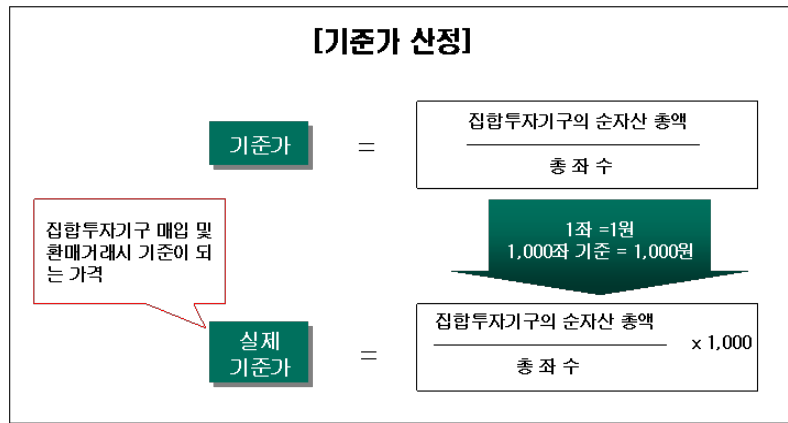 [기준가 산정]
기준가
=
집합투자기구의 순자산 총액
총 좌 수
집합투자기구 매입 및
환매거래시 기준이 되
는 가격
1좌 =1원
1,000좌 기준 = 1,000원
실제
기준가
=
집합투자기구의 순자산 총액
총 좌 수
x 1,000